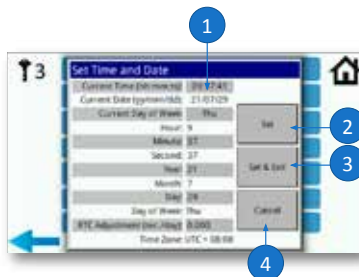 1
3
Set Time and Date
Current Time (hh:mm:ss)
Current Date (yy/mm/dd) 21/07/29
Current Day of Week Thu
Hour 9
Minute 37
Second 37
Year 21
Month 7
Day 29
Day of Week Thu
RTC Adjustment (sec./day) 0.000
Time Zone UTC + 08:00
Set
Set & Exit
Cancel
2
3
4